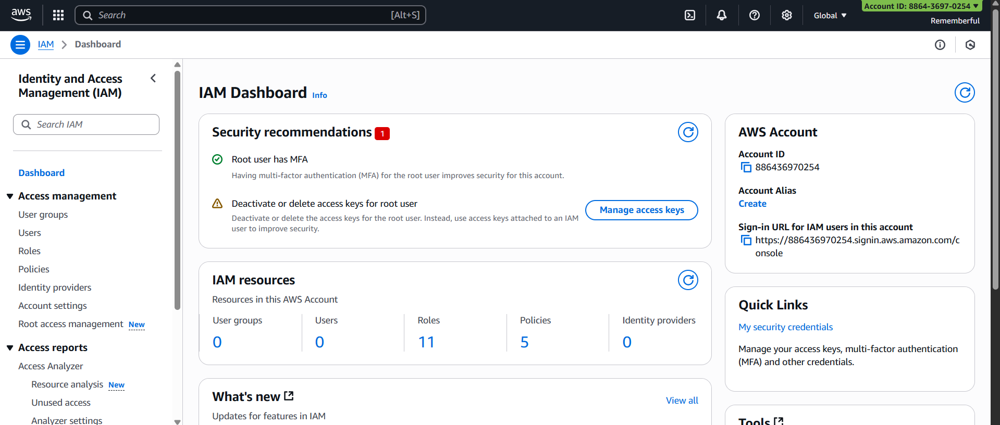 aws
Search
[Alt+S]
Global
Account ID: 8864-3697-0254
Rememberful
IAM
Dashboard
Identity and Access
Management (IAM)
Search IAM
Dashboard
Access management
User groups
Users
Roles
Policies
Identity providers
Account settings
Root access management New
Access reports
Access Analyzer
Resource analysis New
Unused access
Analyzer settings
IAM Dashboard Info
Security recommendations 1
Root user has MFA
Having multi-factor authentication (MFA) for the root user improves security for this account.
Deactivate or delete access keys for root user
Deactivate or delete the access keys for the root user. Instead, use access keys attached to an IAM
user to improve security.
Manage access keys
IAM resources
Resources in this AWS Account
User groups
0
Users
0
Roles
11
Policies
5
Identity providers
0
What's new
View all
Updates for features in IAM
AWS Account
Account ID
886436970254
Account Alias
Create
Sign-in URL for IAM users in this account
https://886436970254.signin.aws.amazon.com/c
onsole
Quick Links
My security credentials
Manage your access keys, multi-factor authentication
(MFA) and other credentials.
Tools